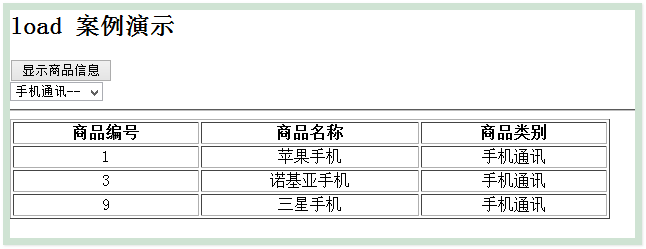 load 案例演示
显示商品信息
手机通讯--
商品编号 商品名称 商品类别
1 苹果手机 手机通讯
3 诺基亚手机 手机通讯
9 三星手机 手机通讯